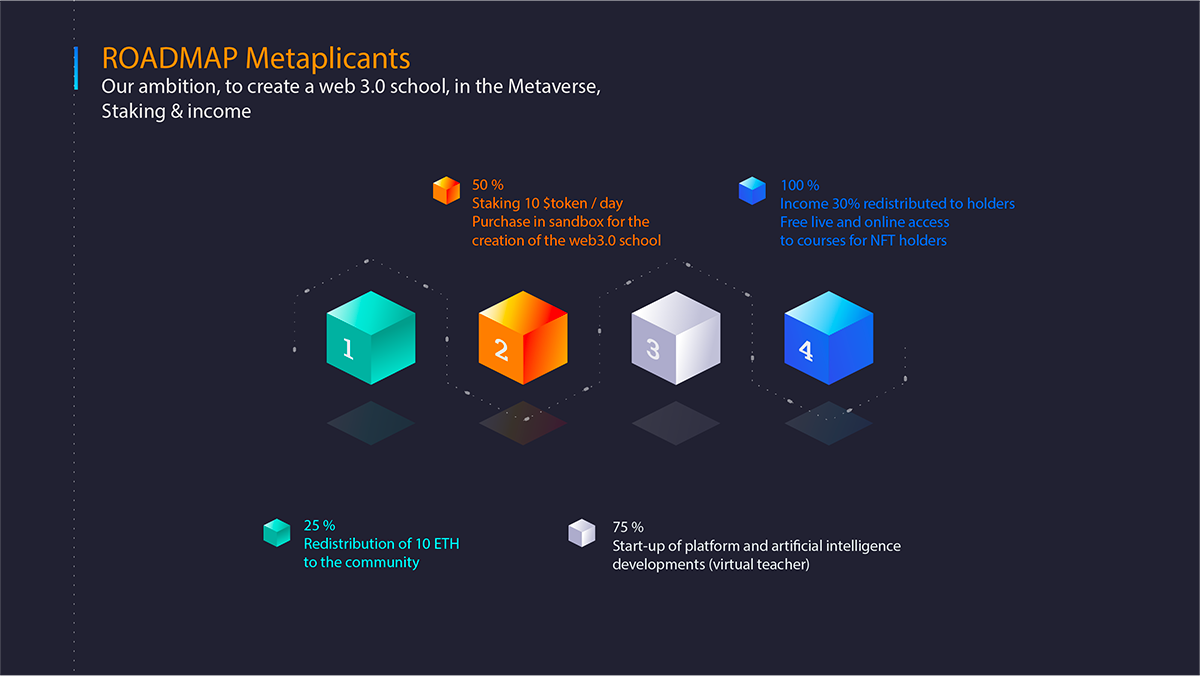 ROADMAP Metaplicants
Our ambition, to create a web 3.0 school, in the Metaverse,
Staking & income
50 %
Staking 10 $token / day
Purchase in sandbox for the
creation of the web3.0 school
100 %
Income 30% redistributed to holders
Free live and online access
to courses for NFT holders
1
2
3
4
25 %
Redistribution of 10 ETH
to the community
75 %
Start-up of platform and artificial intelligence
developments (virtual teacher)